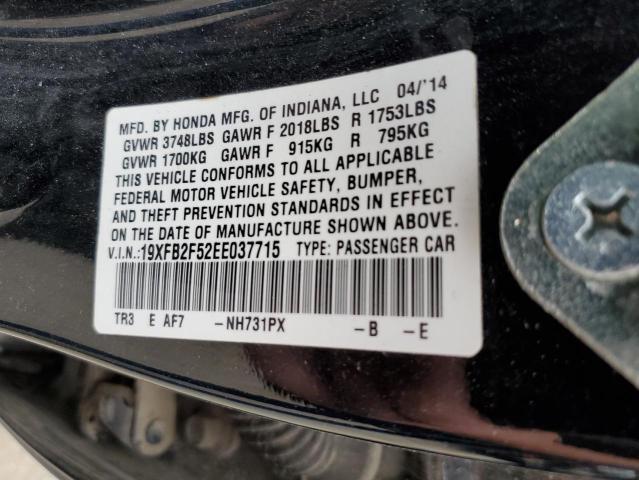 MFD. BY HONDA MFG. OF INDIANA, LLC 04/'14
GVWR 3748LBS GAWR F 2018LBS R 1753LBS
GVWR 1700KG GAWR F 915KG R 795KG
THIS VEHICLE CONFORMS TO ALL APPLICABLE
FEDERAL MOTOR VEHICLE SAFETY, BUMPER,
AND THEFT PREVENTION STANDARDS IN EFFECT
ON THE DATE OF MANUFACTURE SHOWN ABOVE.
V.I.N.:19XFB2F52EE037715 TYPE: PASSENGER CAR
TR3 E AF7 -NH731PX -B -E